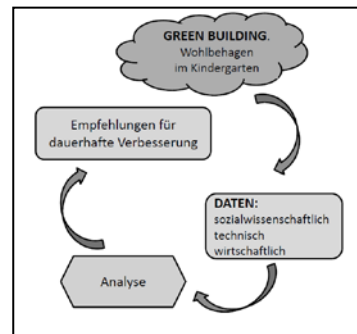 GREEN BUILDING.
Wohlbehagen
im Kindergarten
Empfehlungen für
dauerhafte Verbesserung
DATEN:
sozialwissenschaftlich
technisch
wirtschaftlich
Analyse